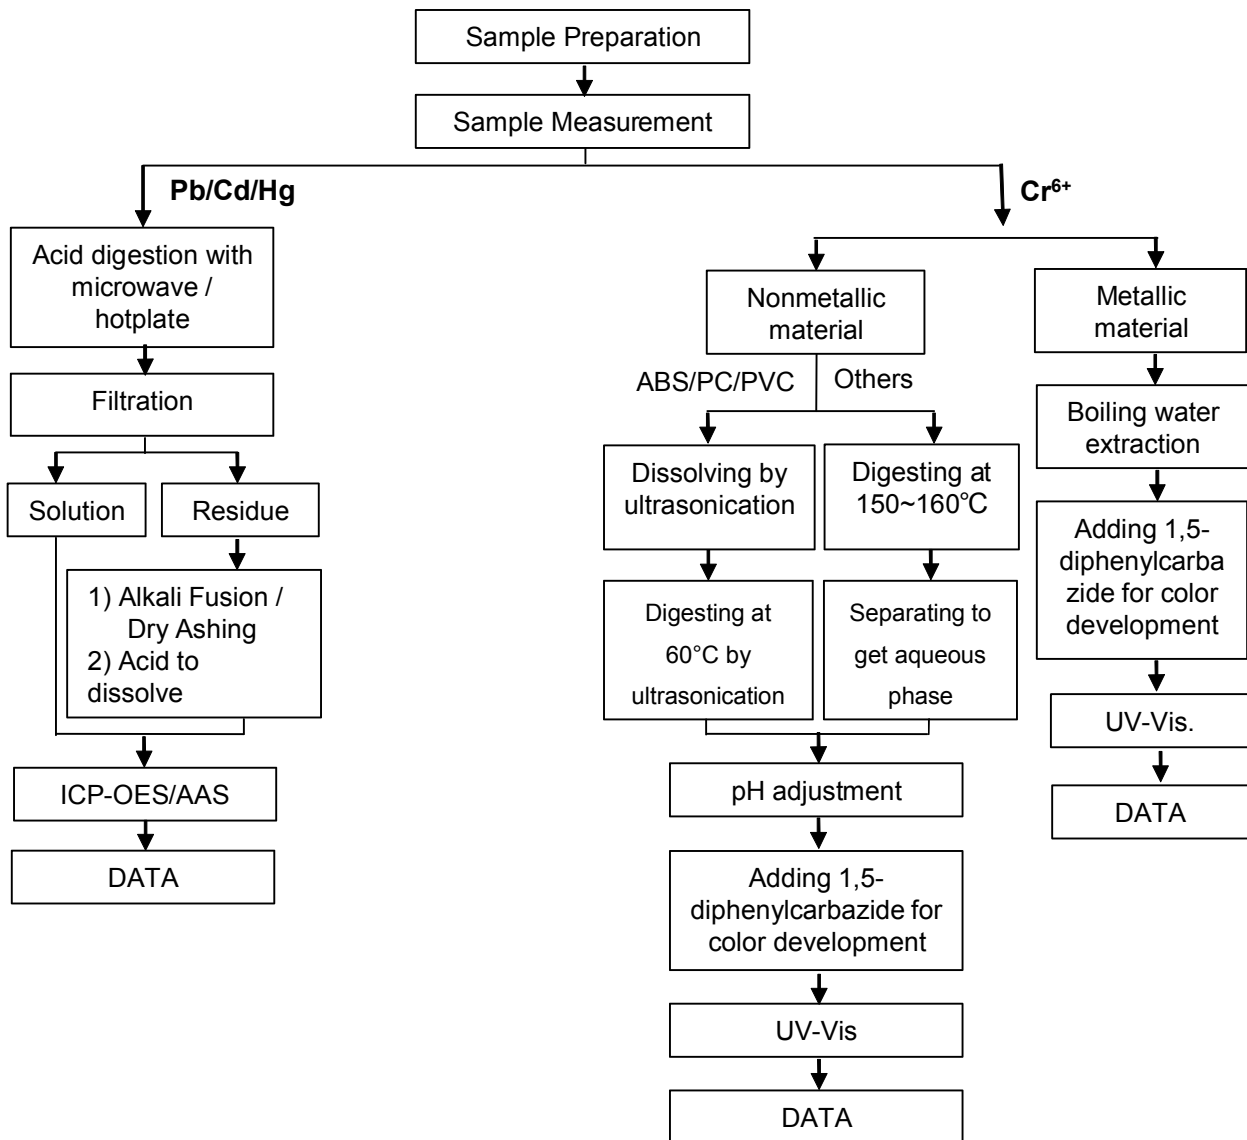 Sample Preparation
Sample Measurement
Pb/Cd/Hg
Cr⁶⁺
Acid digestion with
microwave /
hotplate
Filtration
Solution
Residue
1) Alkali Fusion /
Dry Ashing
2) Acid to
dissolve
ICP-OES/AAS
DATA
Nonmetallic
material
ABS/PC/PVC
Others
Dissolving by
ultrasonication
Digesting at
150~160℃
Digesting at
60°C by
ultrasonication
Separating to
get aqueous
phase
pH adjustment
Adding 1,5-
diphenylcarbazide for
color development
UV-Vis
DATA
Metallic
material
Boiling water
extraction
Adding 1,5-
diphenylcarba
zide for color
development
UV-Vis.
DATA